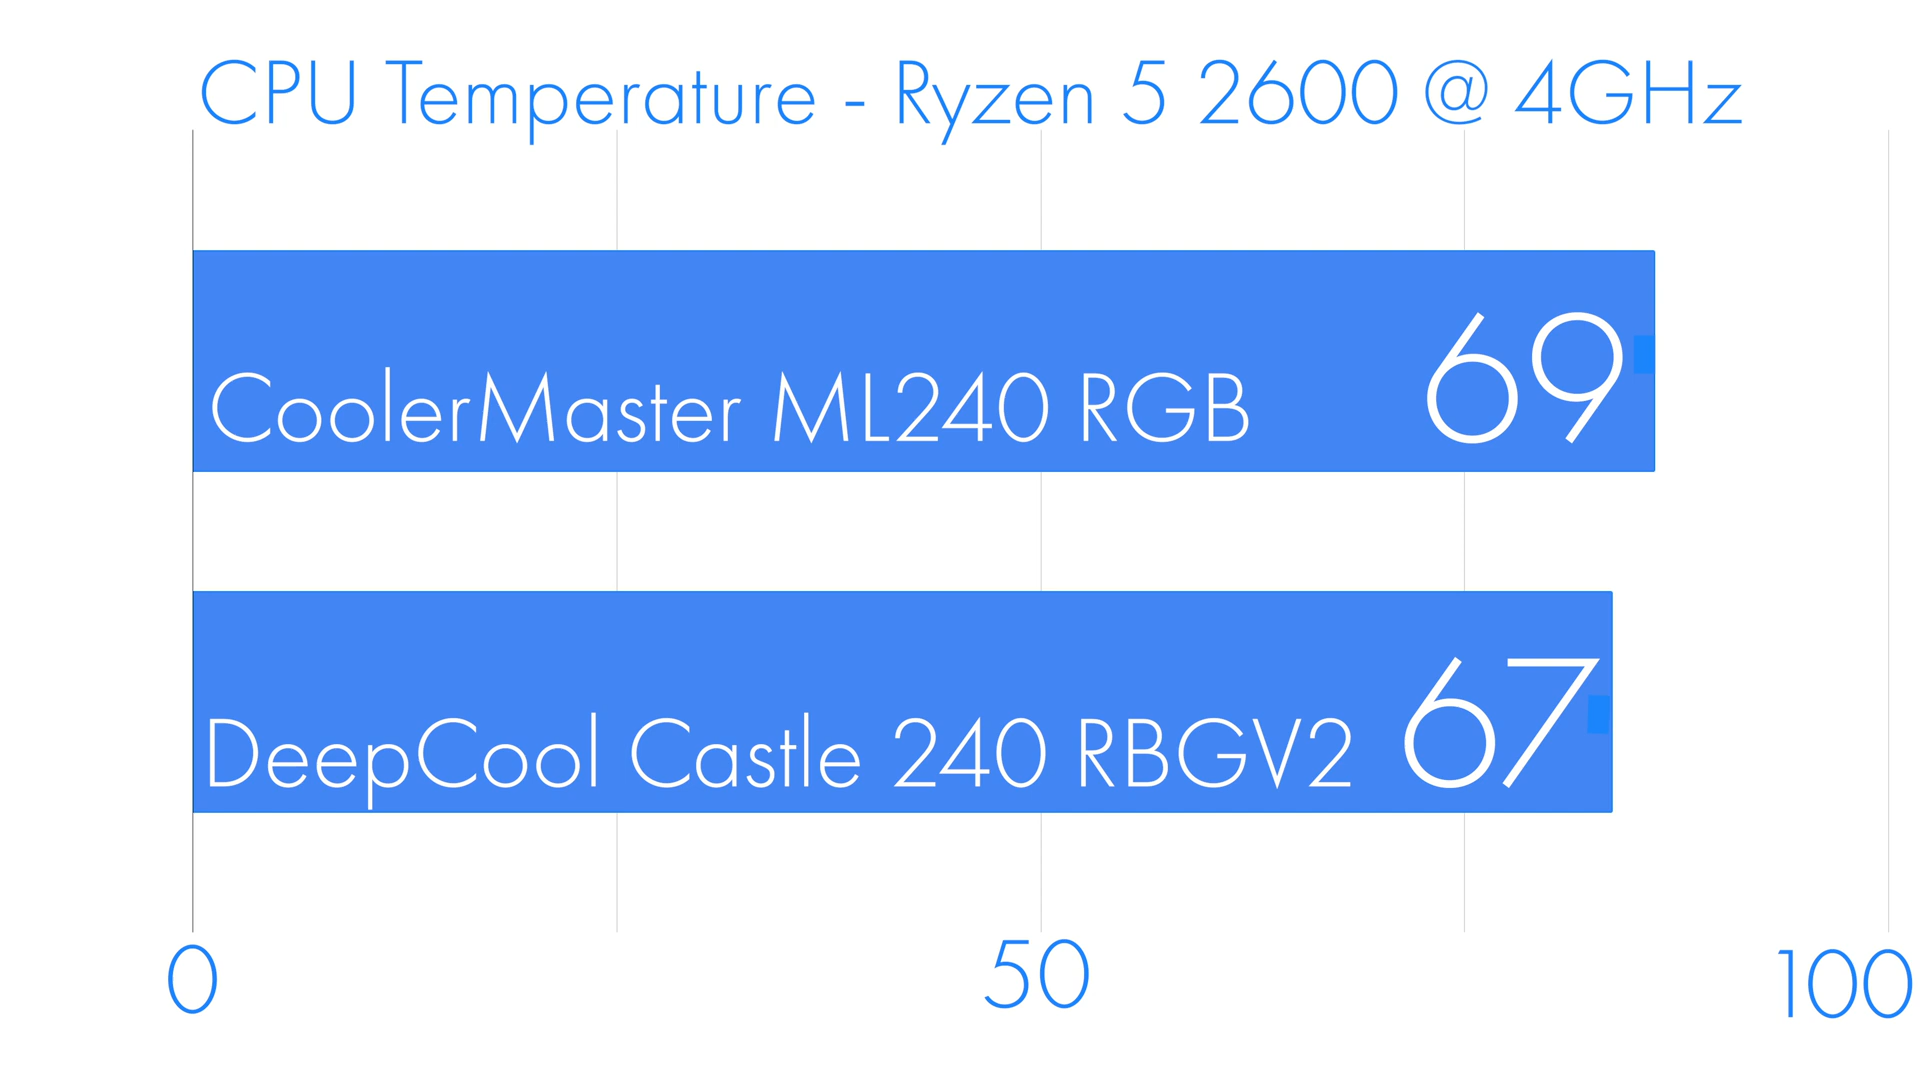 CPU Temperature - Ryzen 5 2600 @ 4GHz
CoolerMaster ML240 RGB 69
DeepCool Castle 240 RBGV2 67
0 50 100